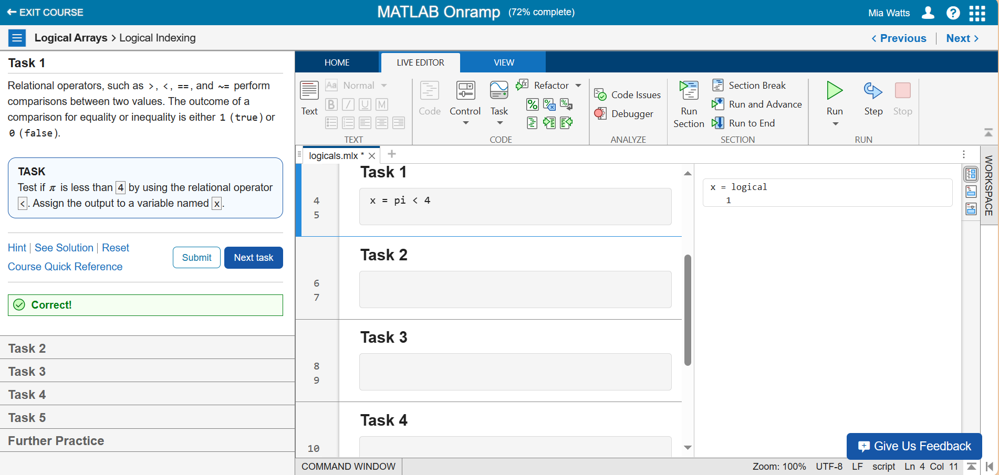 EXIT COURSE
MATLAB Onramp (72% complete)
Mia Watts
Logical Arrays > Logical Indexing
< Previous | Next >
Task 1
Relational operators, such as >, <, ==, and ~= perform
comparisons between two values. The outcome of a
comparison for equality or inequality is either 1 (true) or
0 (false).
TASK
Test if π is less than 4 by using the relational operator
<. Assign the output to a variable named x.
Hint | See Solution | Reset
Course Quick Reference
Submit
Next task
Correct!
Task 2
Task 3
Task 4
Task 5
Further Practice
HOME
LIVE EDITOR
VIEW
Text
Aa Normal
B I U M
TEXT
Code
Control
Task
Refactor
CODE
Code Issues
Debugger
ANALYZE
Run
Section
Section Break
Run and Advance
Run to End
SECTION
Run
Step
Stop
RUN
logicals.mlx *
Task 1
4 x = pi < 4
5
Task 2
6
7
Task 3
8
9
Task 4
10
x = logical
1
WORKSPACE
Give Us Feedback
COMMAND WINDOW
Zoom: 100% UTF-8 LF script Ln 4 Col 11